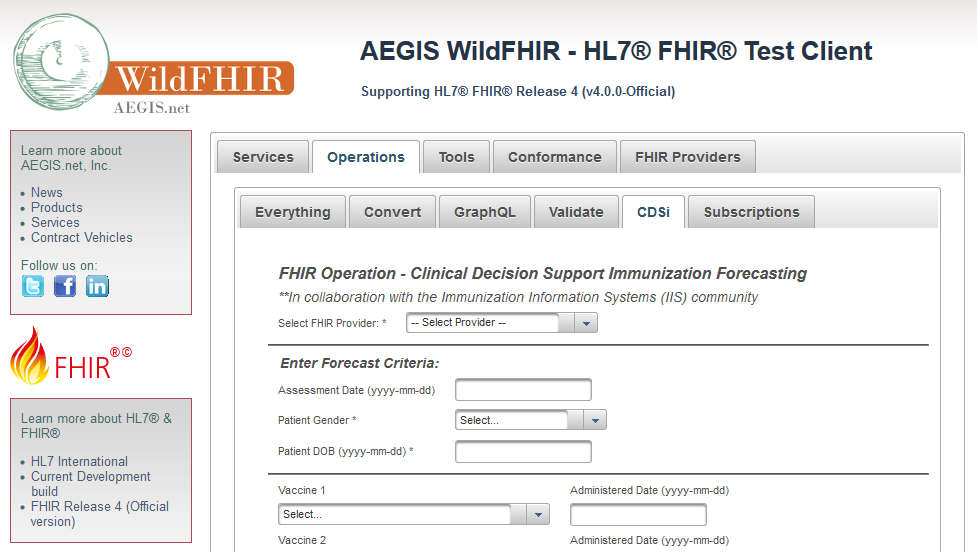 WildFHIR
AEGIS.net
AEGIS WildFHIR - HL7® FHIR® Test Client
Supporting HL7® FHIR® Release 4 (v4.0.0-Official)
Learn more about
AEGIS.net, Inc.
News
Products
Services
Contract Vehicles
Follow us on:
FHIR®©
Learn more about HL7® &
FHIR®
HL7 International
Current Development
build
FHIR Release 4 (Official
version)
Services Operations Tools Conformance FHIR Providers
Everything Convert GraphQL Validate CDSi Subscriptions
FHIR Operation - Clinical Decision Support Immunization Forecasting
**In collaboration with the Immunization Information Systems (IIS) community
Select FHIR Provider: * -- Select Provider --
Enter Forecast Criteria:
Assessment Date (yyyy-mm-dd)
Patient Gender * Select...
Patient DOB (yyyy-mm-dd) *
Vaccine 1 Administered Date (yyyy-mm-dd)
Select...
Vaccine 2 Administered Date (yyyy-mm-dd)